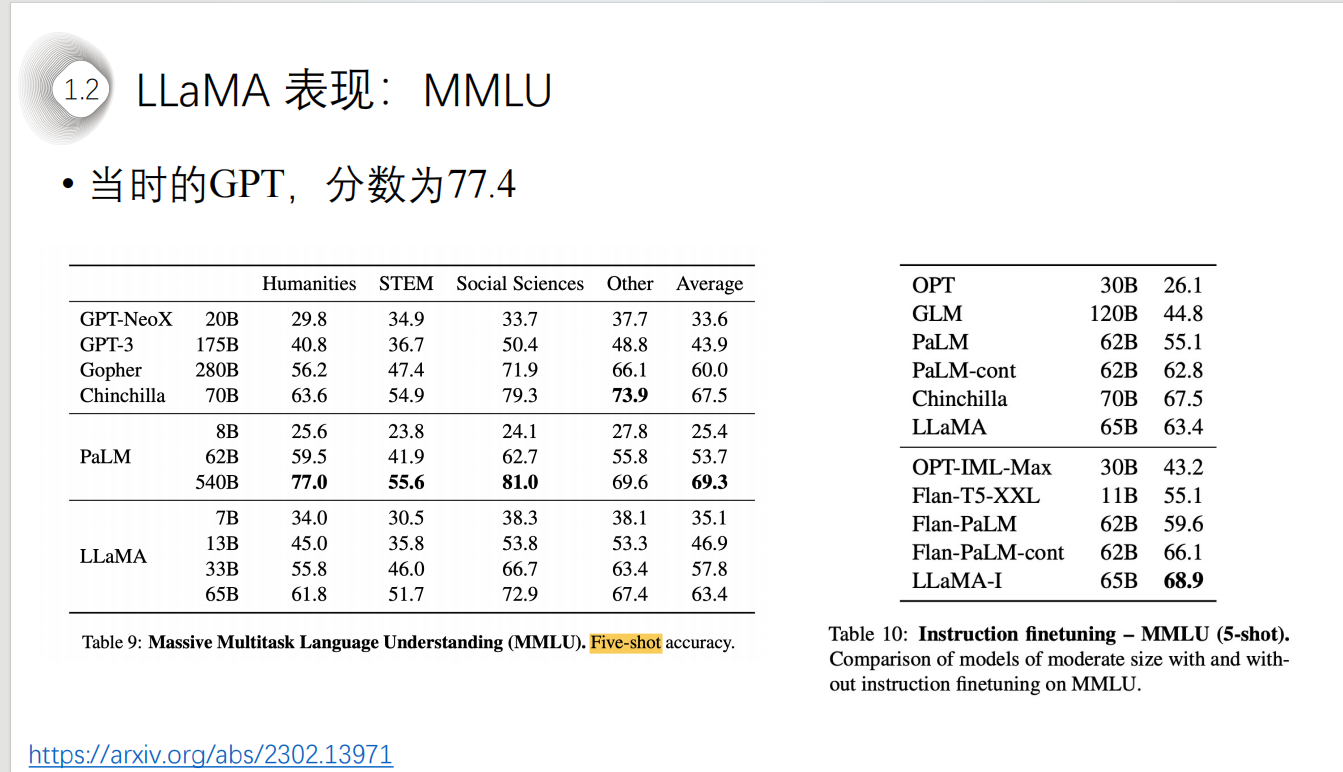 1.2
LLaMA 表现：MMLU
• 当时的GPT，分数为77.4
Humanities STEM Social Sciences Other Average
GPT-NeoX 20B 29.8 34.9 33.7 37.7 33.6
GPT-3 175B 40.8 36.7 50.4 48.8 43.9
Gopher 280B 56.2 47.4 71.9 66.1 60.0
Chinchilla 70B 63.6 54.9 79.3 73.9 67.5
8B 25.6 23.8 24.1 27.8 25.4
PaLM 62B 59.5 41.9 62.7 55.8 53.7
540B 77.0 55.6 81.0 69.6 69.3
7B 34.0 30.5 38.3 38.1 35.1
13B 45.0 35.8 53.8 53.3 46.9
LLaMA
33B 55.8 46.0 66.7 63.4 57.8
65B 61.8 51.7 72.9 67.4 63.4
Table 9: Massive Multitask Language Understanding (MMLU). Five-shot accuracy.
OPT 30B 26.1
GLM 120B 44.8
PaLM 62B 55.1
PaLM-cont 62B 62.8
Chinchilla 70B 67.5
LLaMA 65B 63.4
OPT-IML-Max 30B 43.2
Flan-T5-XXL 11B 55.1
Flan-PaLM 62B 59.6
Flan-PaLM-cont 62B 66.1
LLaMA-I 65B 68.9
Table 10: Instruction finetuning – MMLU (5-shot).
Comparison of models of moderate size with and with-
out instruction finetuning on MMLU.
https://arxiv.org/abs/2302.13971